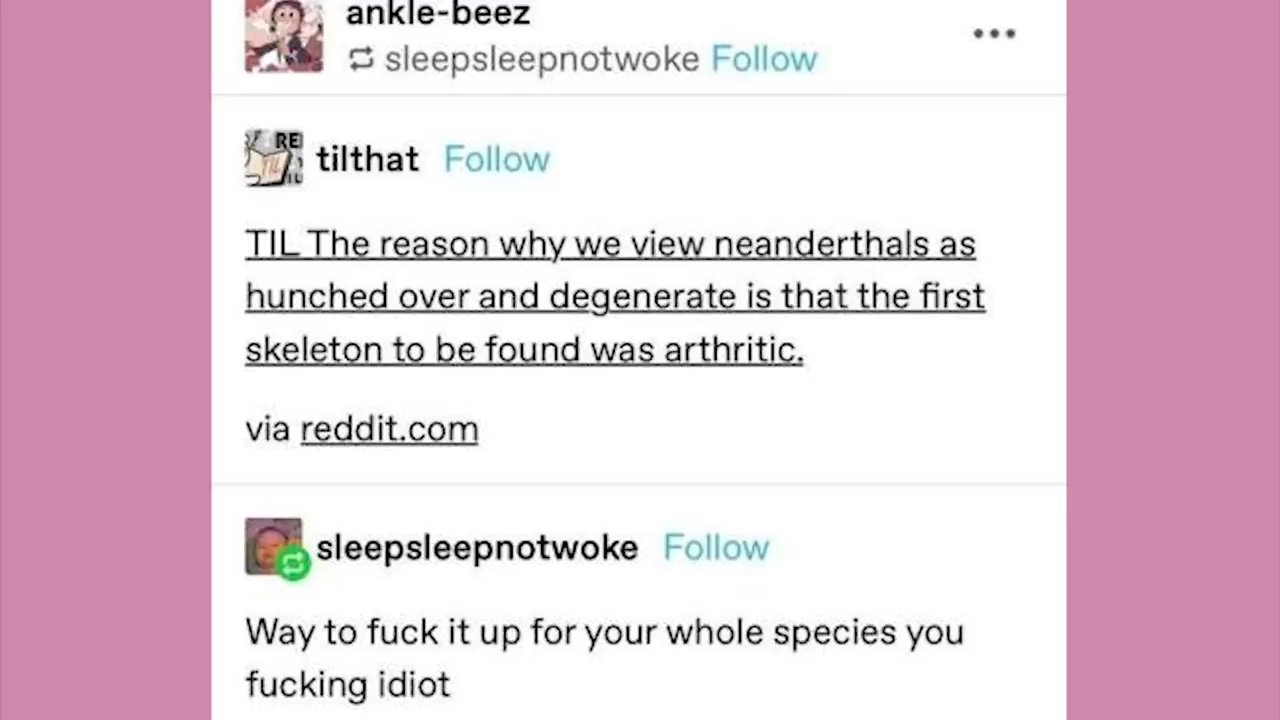 ankle-beez
sleepsleepnotwoke Follow
tilthat Follow
TIL The reason why we view neanderthals as
hunched over and degenerate is that the first
skeleton to be found was arthritic.
via reddit.com
sleepsleepnotwoke Follow
Way to fuck it up for your whole species you
fucking idiot